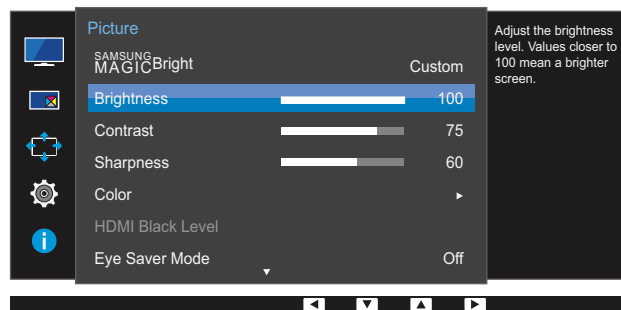 Picture
SAMSUNG
MAGICBright Custom
Brightness 100
Contrast 75
Sharpness 60
Color
HDMI Black Level
Eye Saver Mode Off
Adjust the brightness
level. Values closer to
100 mean a brighter
screen.